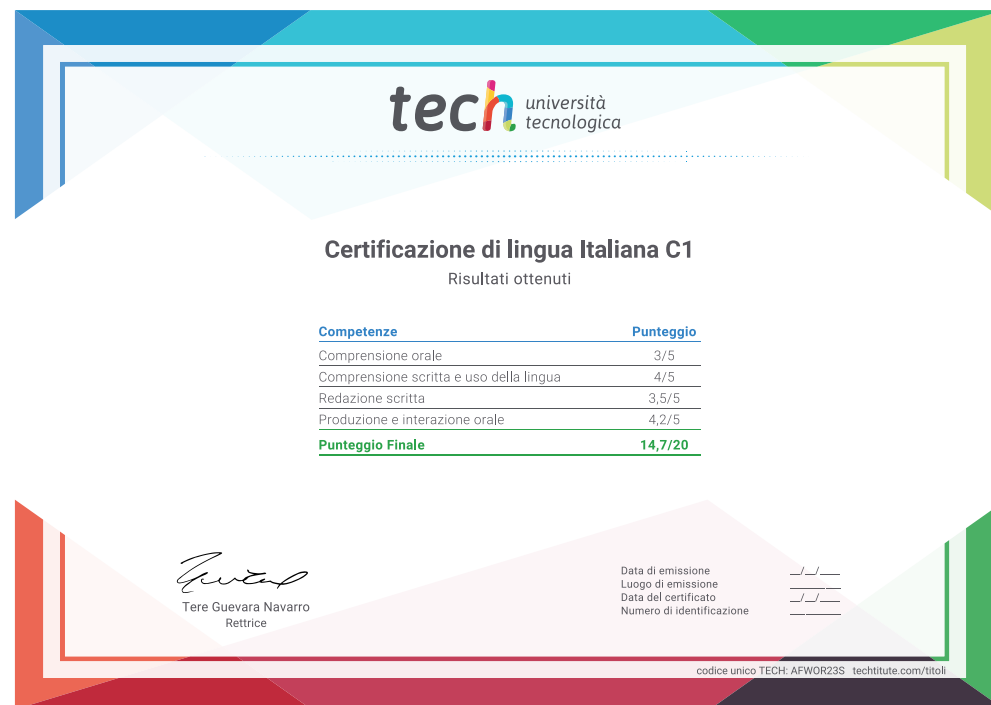 tech università
tecnologica
Certificazione di lingua Italiana C1
Risultati ottenuti
Competenze Punteggio
Comprensione orale 3/5
Comprensione scritta e uso della lingua 4/5
Redazione scritta 3,5/5
Produzione e interazione orale 4,2/5
Punteggio Finale 14,7/20
Tere Guevara Navarro
Rettrice
Data di emissione __/__/____
Luogo di emissione ________
Data del certificato __/__/____
Numero di identificazione ________
codice unico TECH: AFWOR23S techtitute.com/titoli